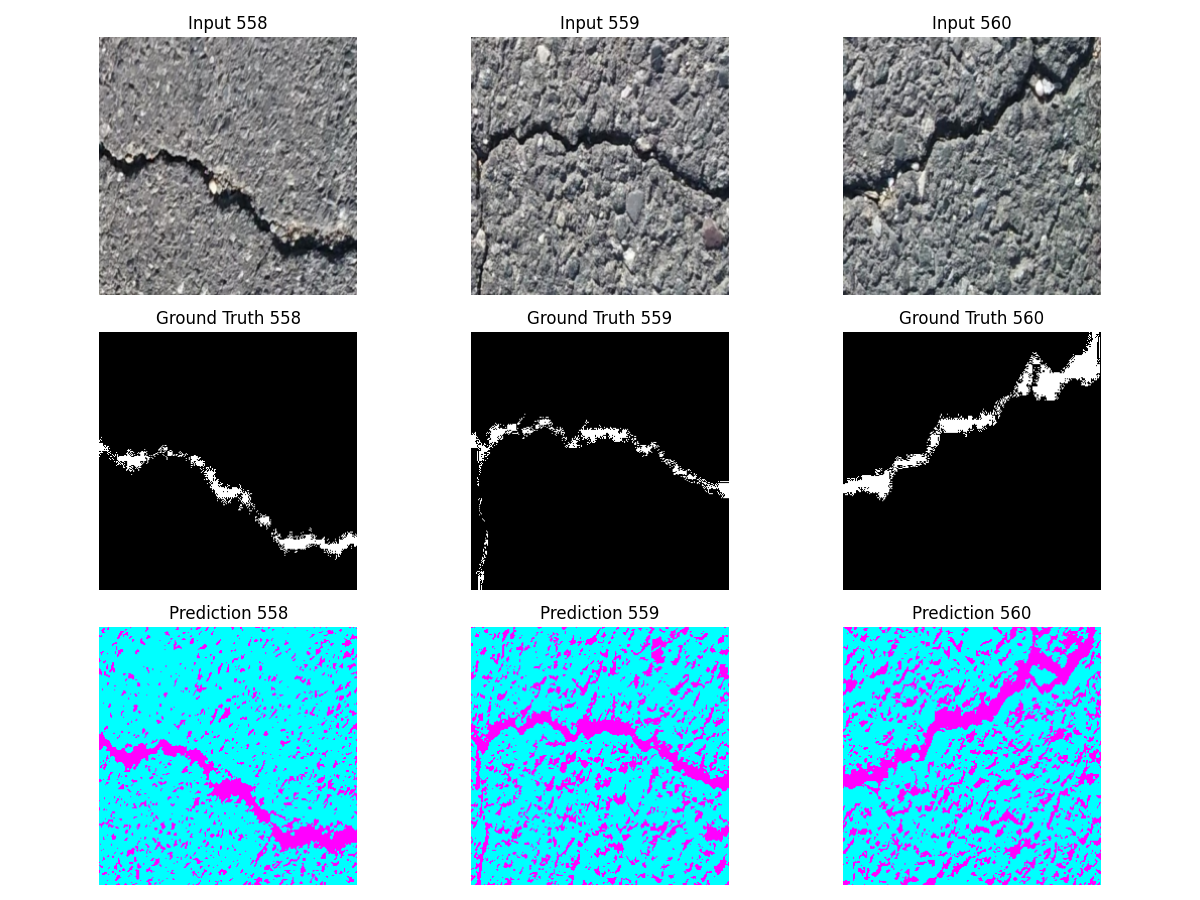 Input 558
Input 559
Input 560
Ground Truth 558
Ground Truth 559
Ground Truth 560
Prediction 558
Prediction 559
Prediction 560